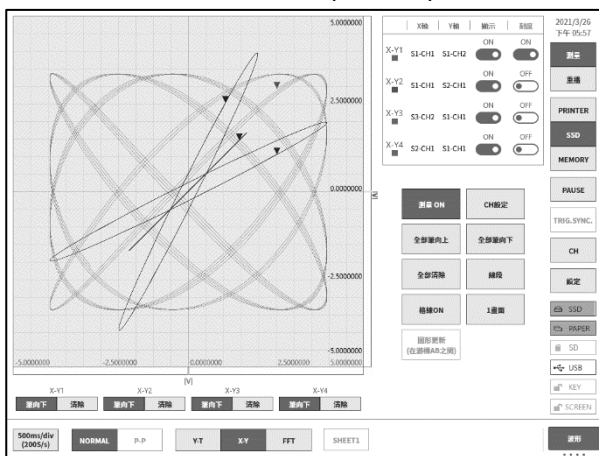 5.0000000
2.5000000
0.0000000
-2.5000000
-5.0000000
[V]
-5.0000000 -2.5000000 0.0000000 2.5000000 5.0000000
[V]
X-Y1 X-Y2 X-Y3 X-Y4
筆向下 清除 筆向下 清除 筆向下 清除 筆向下 清除
X軸 Y軸 顯示 刻度
ON ON
X-Y1 S1-CH1 S1-CH2
ON OFF
X-Y2 S1-CH1 S2-CH1
ON OFF
X-Y3 S3-CH2 S3-CH1
ON OFF
X-Y4 S2-CH1 S1-CH1
測量 ON CH設定
全部筆向上 全部筆向下
全部清除 線段
格線ON 1畫面
圖形更新
(在游標AB之間)
2021/3/26
下午 05:57
測量
重播
PRINTER
SSD
MEMORY
PAUSE
TRIG.SYNC.
CH
設定
SSD
PAPER
SD
USB
KEY
SCREEN
500ms/div
(200S/s)
NORMAL P-P Y-T X-Y FFT SHEET1
波形